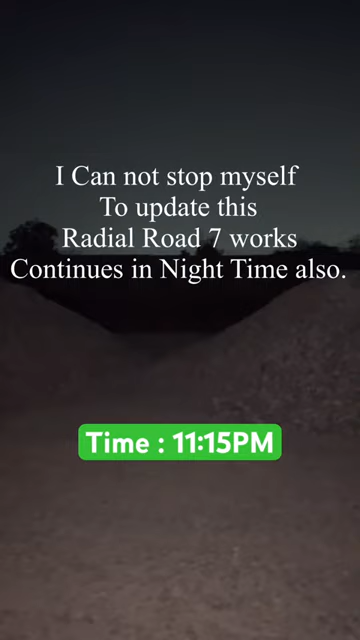 I Can not stop myself
To update this
Radial Road 7 works
Continues in Night Time also.
Time : 11:15PM